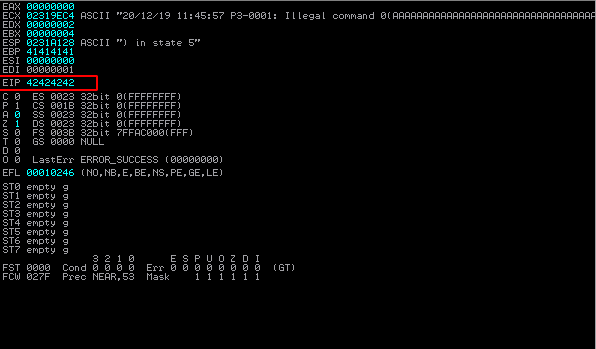 EAX 00000000
ECX 02319EC4 ASCII "20/12/19 11:45:57 P3-0001: Illegal command 0(AAAAAAAAAAAAAAAAAAAAAAAAAAAAAAAAA
EDX 00000002
EBX 00000004
ESP 0231A128 ASCII ") in state 5"
EBP 41414141
ESI 00000000
EDI 00000001
EIP 42424242
C 0 ES 0023 32bit 0(FFFFFFFF)
P 1 CS 001B 32bit 0(FFFFFFFF)
A 0 SS 0023 32bit 0(FFFFFFFF)
Z 1 DS 0023 32bit 0(FFFFFFFF)
S 0 FS 003B 32bit 7FFAC000(FFF)
T 0 GS 0000 NULL
D 0
O 0 LastErr ERROR_SUCCESS (00000000)
EFL 00010246 (NO,NB,E,BE,NS,PE,GE,LE)
ST0 empty g
ST1 empty g
ST2 empty g
ST3 empty g
ST4 empty g
ST5 empty g
ST6 empty g
ST7 empty g
3 2 1 0 E S P U O Z D I
FST 0000 Cond 0 0 0 0 Err 0 0 0 0 0 0 0 0 (GT)
FCW 027F Prec NEAR,53 Mask 1 1 1 1 1 1